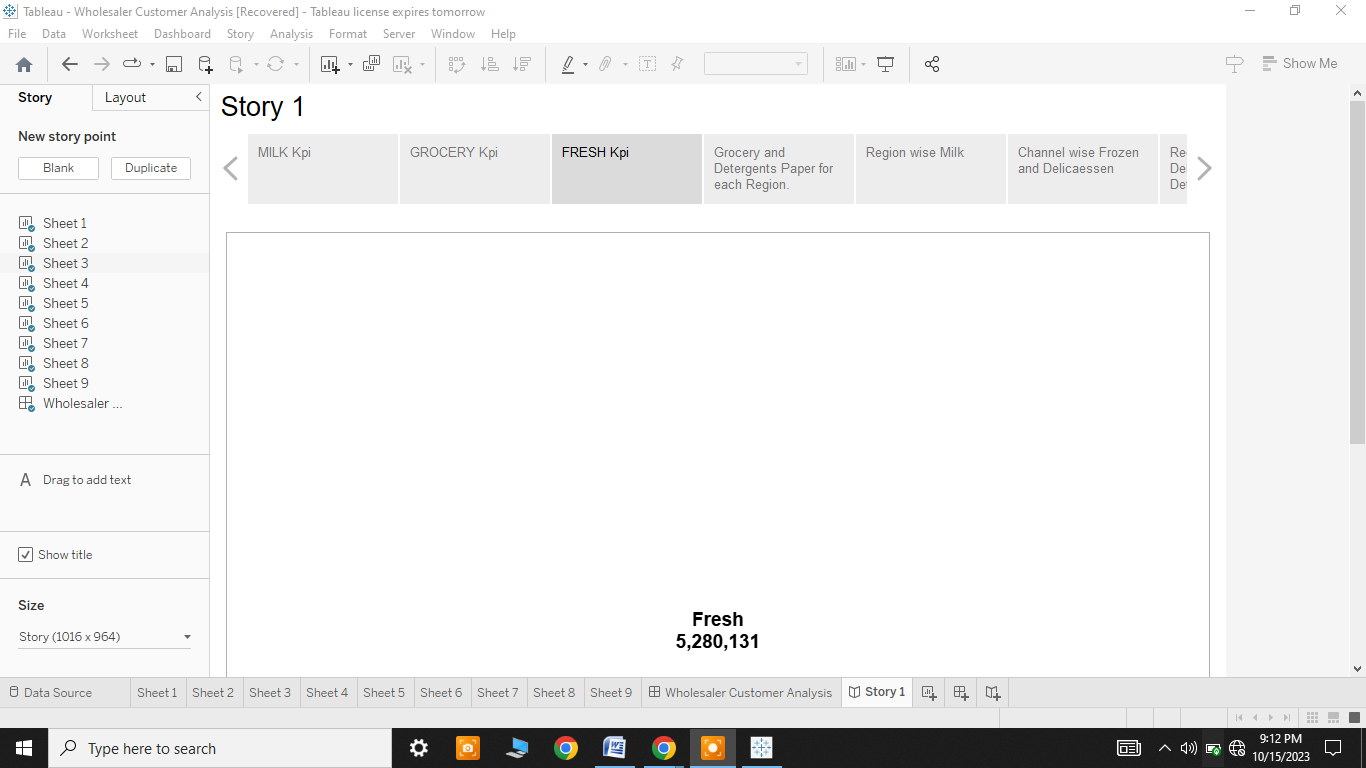 Tableau - Wholesaler Customer Analysis [Recovered] - Tableau license expires tomorrow
File Data Worksheet Dashboard Story Analysis Format Server Window Help
Show Me
Story Layout
New story point
Blank Duplicate
Sheet 1
Sheet 2
Sheet 3
Sheet 4
Sheet 5
Sheet 6
Sheet 7
Sheet 8
Sheet 9
Wholesaler ...
A Drag to add text
Show title
Size
Story (1016 x 964)
Story 1
MILK Kpi
GROCERY Kpi
FRESH Kpi
Grocery and
Detergents Paper for
each Region.
Region wise Milk
Channel wise Frozen
and Delicaessen
Fresh
5,280,131
Data Source Sheet 1 Sheet 2 Sheet 3 Sheet 4 Sheet 5 Sheet 6 Sheet 7 Sheet 8 Sheet 9 Wholesaler Customer Analysis Story 1
Type here to search
9:12 PM
10/15/2023